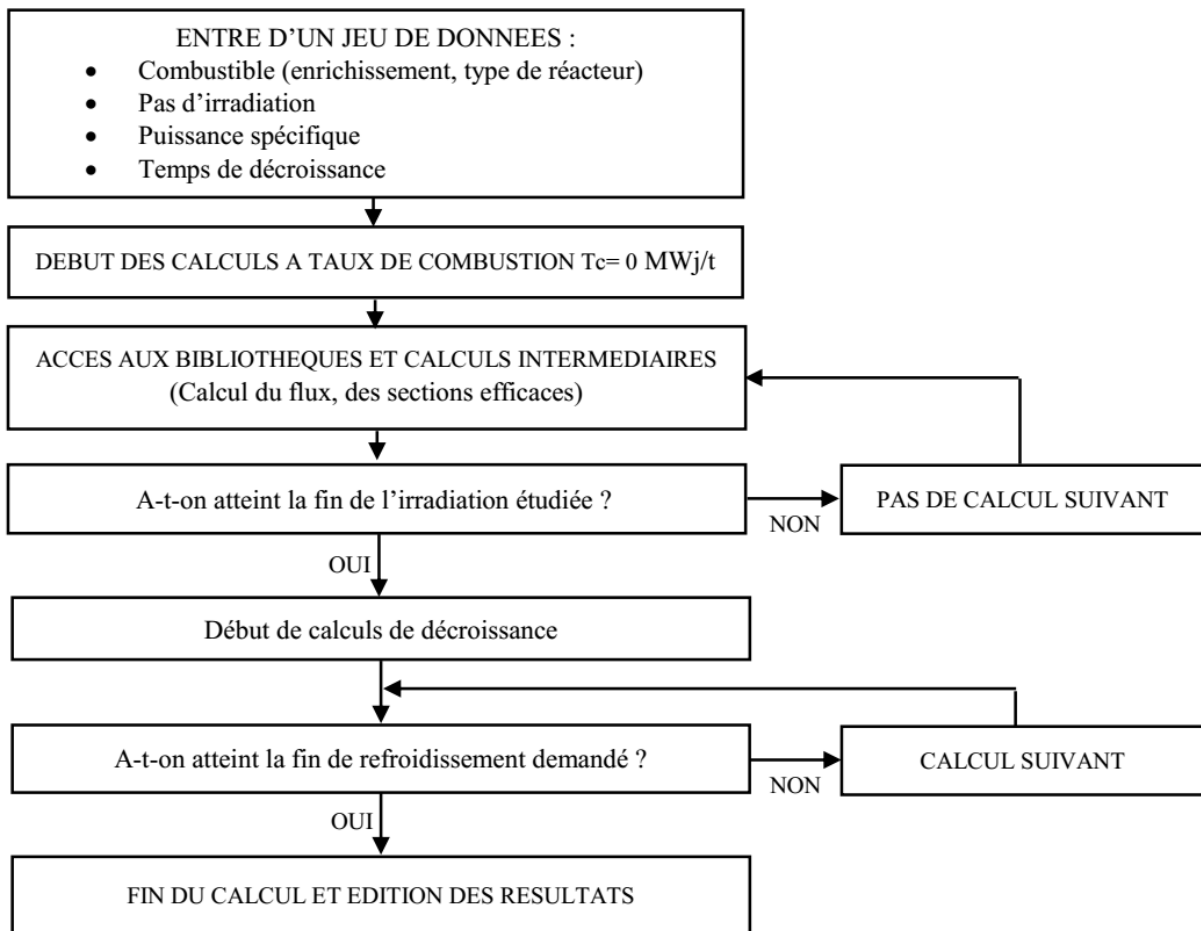 ENTRE D'UN JEU DE DONNEES :
• Combustible (enrichissement, type de réacteur)
• Pas d'irradiation
• Puissance spécifique
• Temps de décroissance
DEBUT DES CALCULS A TAUX DE COMBUSTION Tc= 0 MWj/t
ACCES AUX BIBLIOTHEQUES ET CALCULS INTERMEDIAIRES
(Calcul du flux, des sections efficaces)
A-t-on atteint la fin de l'irradiation étudiée ?
NON
PAS DE CALCUL SUIVANT
OUI
Début de calculs de décroissance
A-t-on atteint la fin de refroidissement demandé ?
NON
CALCUL SUIVANT
OUI
FIN DU CALCUL ET EDITION DES RESULTATS